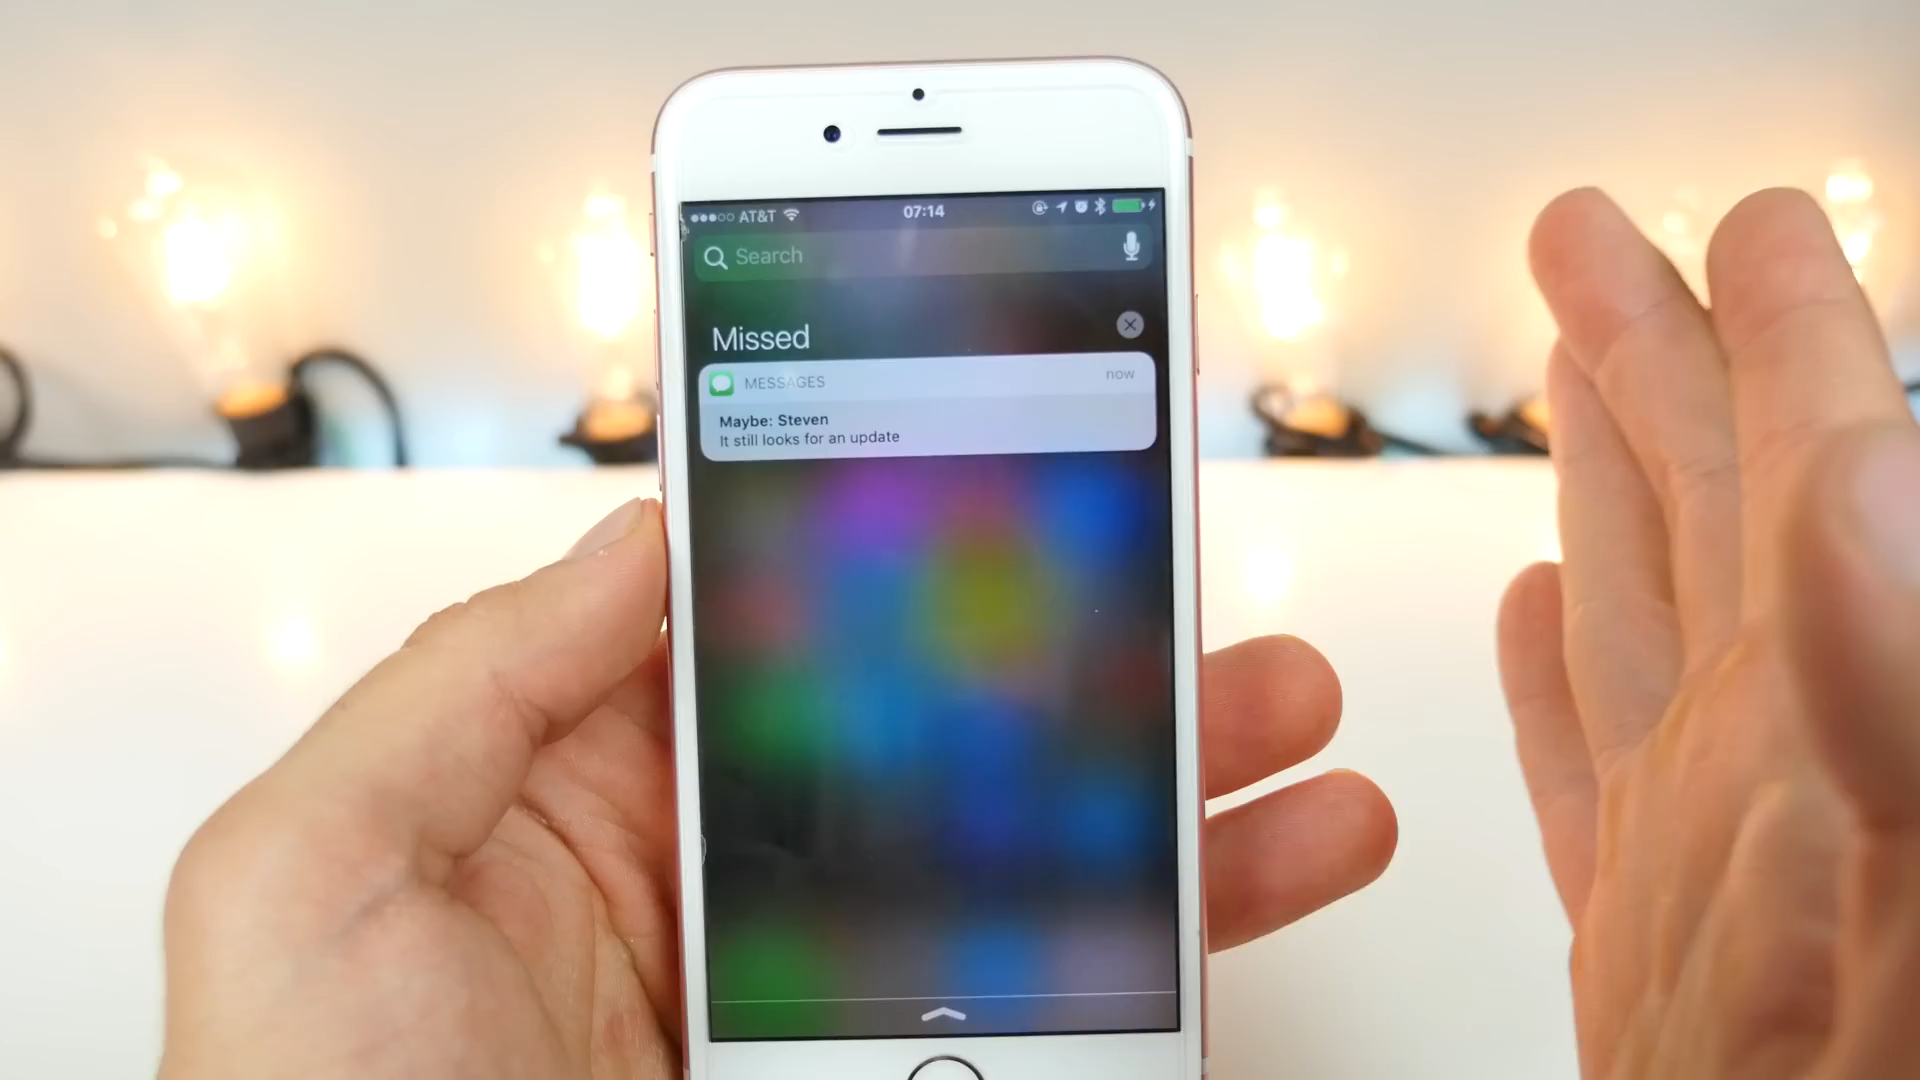 AT&T 07:14
Search
Missed
MESSAGES now
Maybe: Steven
It still looks for an update